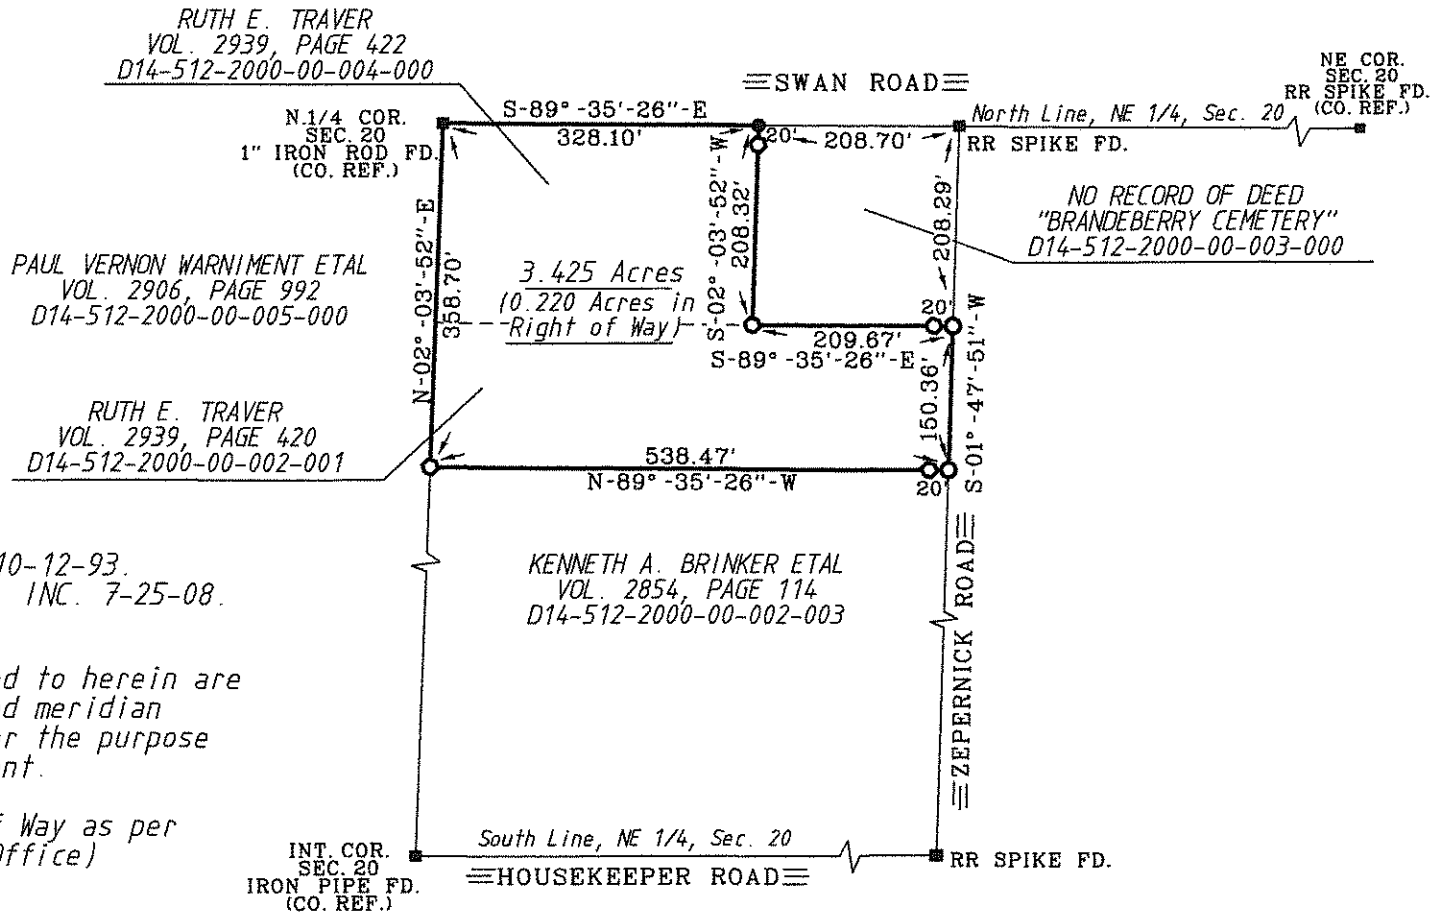 RUTH E. TRAVER
VOL. 2939, PAGE 422
D14-512-2000-00-004-000
≡SWAN ROAD≡
NE COR.
SEC. 20
RR SPIKE FD.
(CO. REF.)
N.1/4 COR.
SEC. 20
1" IRON ROD FD.
(CO. REF.)
S-89°-35'-26"-E
328.10'
20'
208.70'
North Line, NE 1/4, Sec. 20
RR SPIKE FD.
NO RECORD OF DEED
"BRANDEBERRY CEMETERY"
D14-512-2000-00-003-000
S-02°-03'-52"-W
208.32'
208.29'
PAUL VERNON WARNIMENT ETAL
VOL. 2906, PAGE 992
D14-512-2000-00-005-000
N-02°-03'-52"-E
358.70'
3.425 Acres
(0.220 Acres in
Right of Way)
20'
209.67'
S-89°-35'-26"-E
150.36'
S-01°-47'-51"-W
RUTH E. TRAVER
VOL. 2939, PAGE 420
D14-512-2000-00-002-001
538.47'
N-89°-35'-26"-W
20'
10-12-93.
INC. 7-25-08.
KENNETH A. BRINKER ETAL
VOL. 2854, PAGE 114
D14-512-2000-00-002-003
≡ZEPERNICK ROAD≡
d to herein are
d meridian
r the purpose
nt.
f Way as per
Office)
INT. COR.
SEC. 20
IRON PIPE FD.
(CO. REF.)
South Line, NE 1/4, Sec. 20
≡HOUSEKEEPER ROAD≡
RR SPIKE FD.